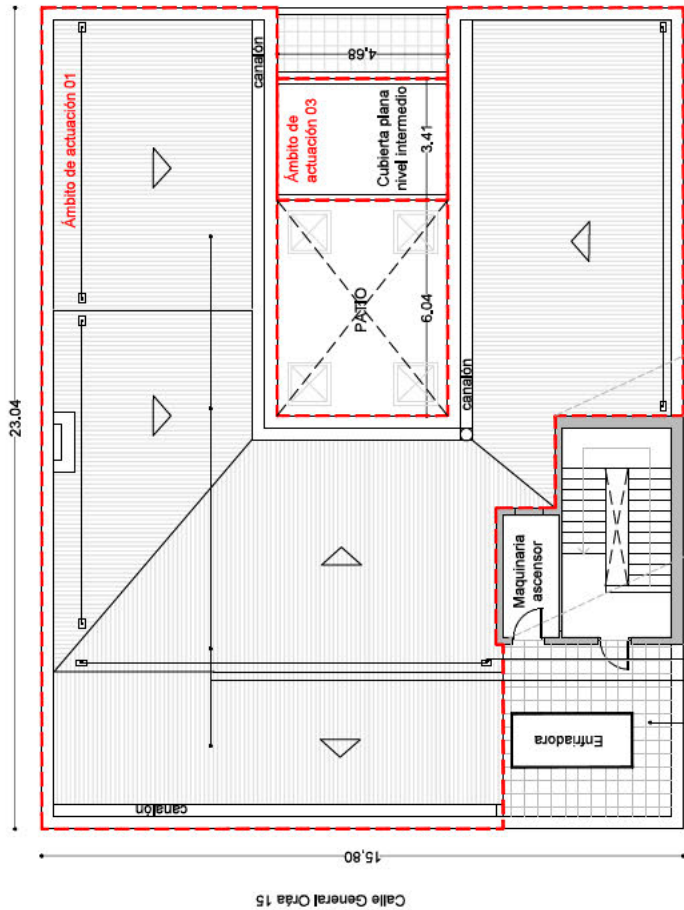 23.04
Ámbito de actuación 01
canalón
4,68
Ámbito de
actuación 03
Cubierta plana
nivel intermedio
3.41
PATIO
6.04
canalón
Maquinaria
ascensor
Enfriadora
canalón
15,80
Calle General Oráa 15